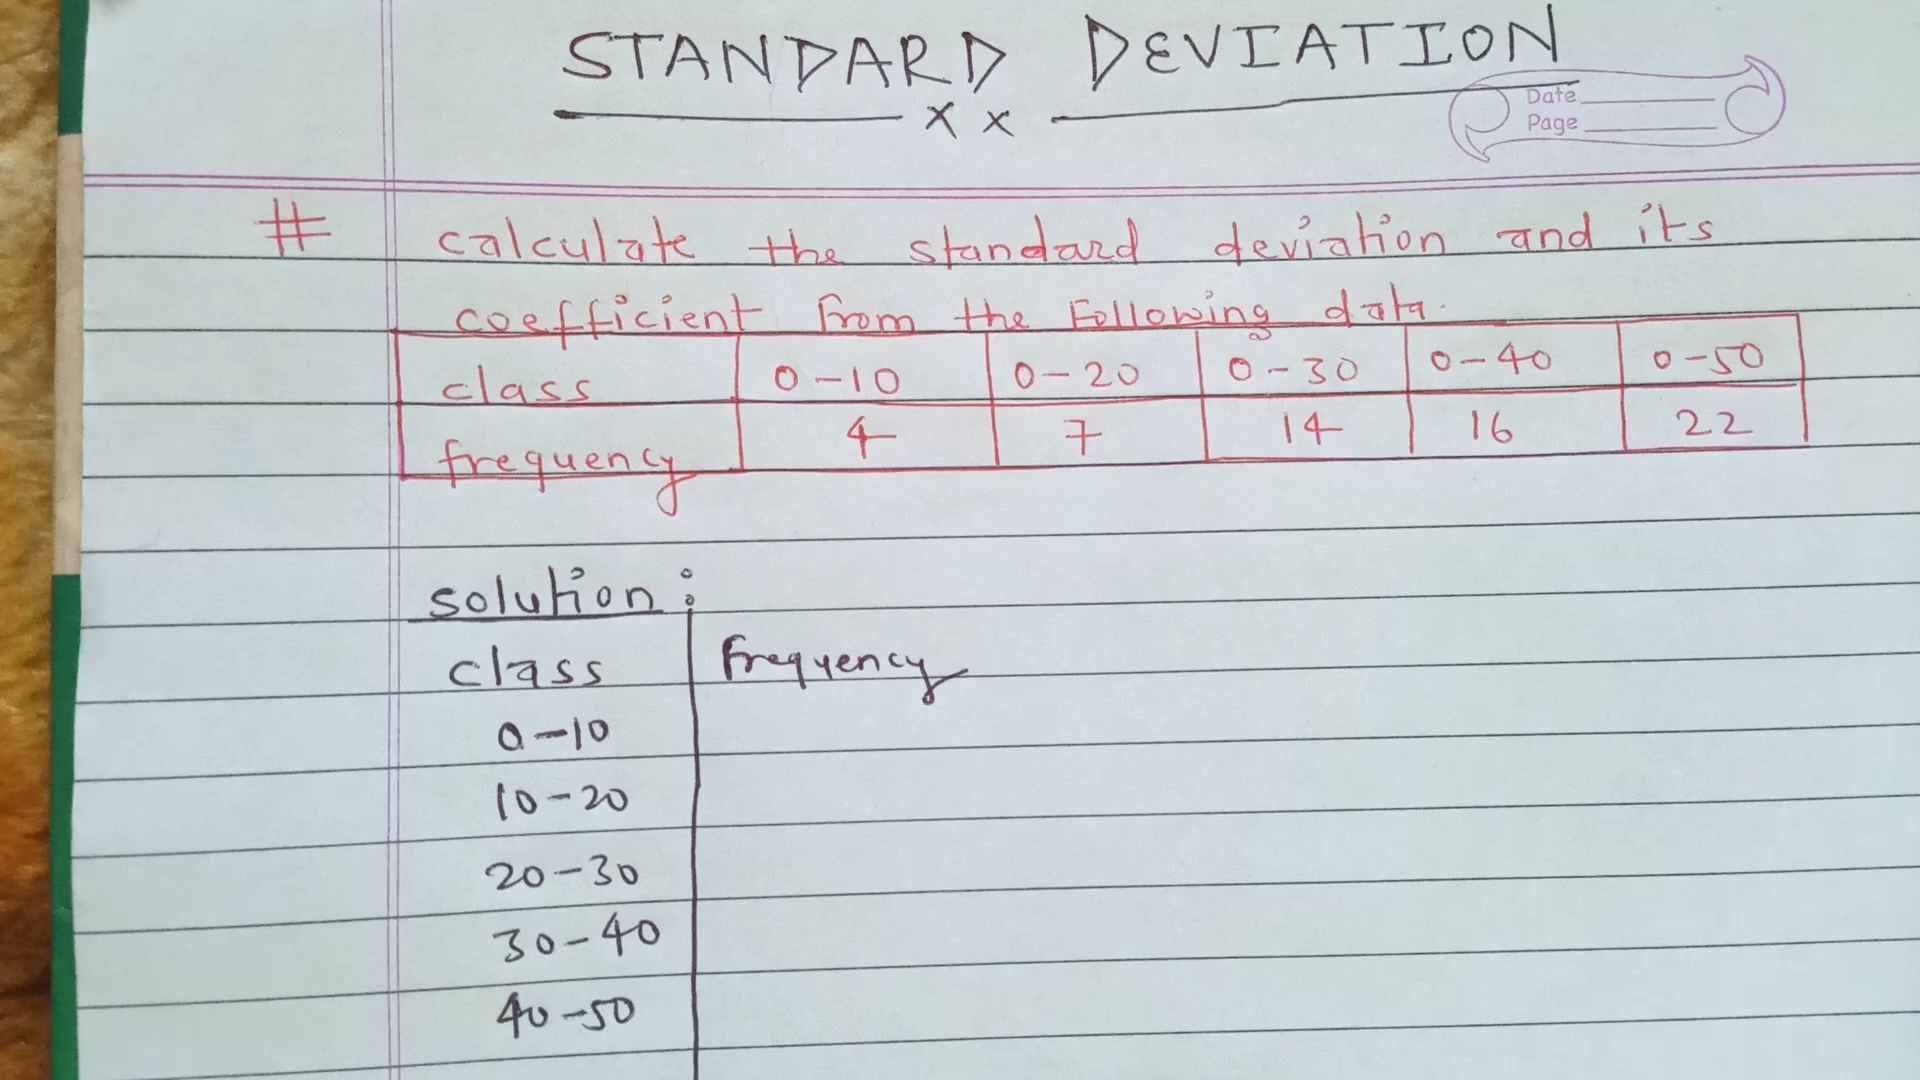 STANDARD DEVIATION
x x
Date
Page
# calculate the standard deviation and its
coefficient from the following data.
class 0-10 0-20 0-30 0-40 0-50
frequency 4 7 14 16 22
solution:
class frequency
0-10
10-20
20-30
30-40
40-50